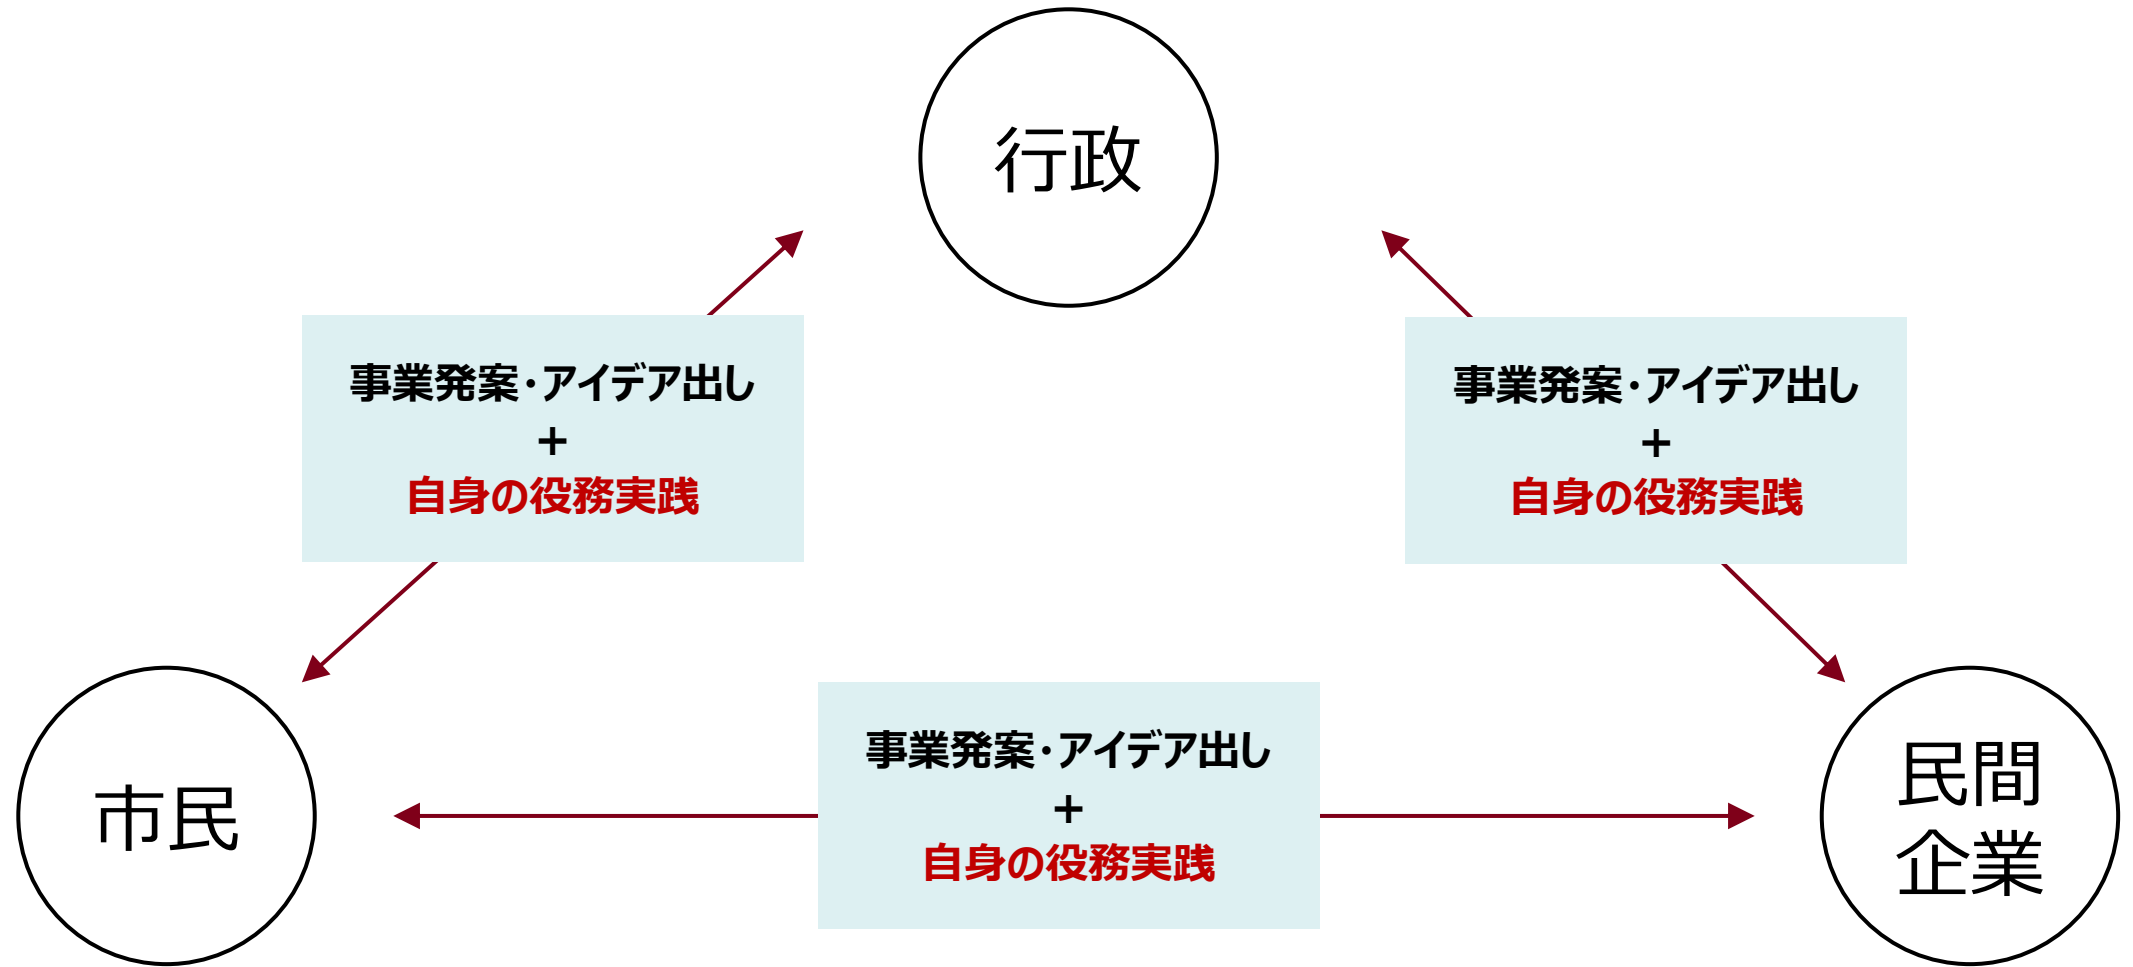 行政
事業発案・アイデア出し
+
自身の役務実践
事業発案・アイデア出し
+
自身の役務実践
市民
事業発案・アイデア出し
+
自身の役務実践
民間
企業